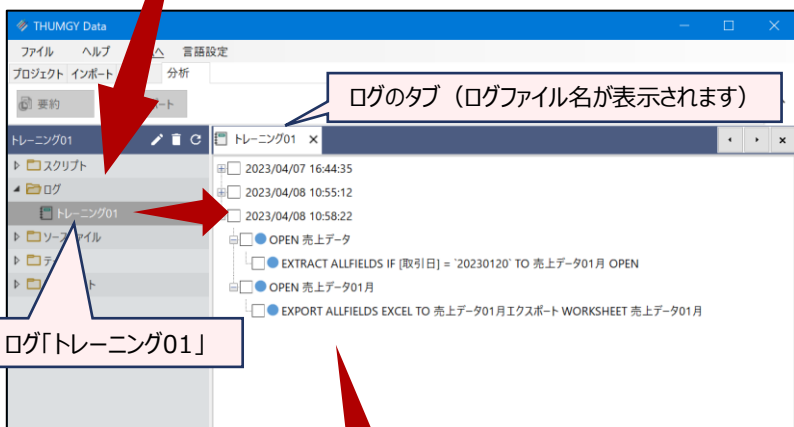 THUMGY Data
ファイル ヘルプ へ 言語設定
プロジェクト インポート 分析
要約 ート
ログのタブ（ログファイル名が表示されます）
トレーニング01
トレーニング01
スクリプト
2023/04/07 16:44:35
ログ
2023/04/08 10:55:12
トレーニング01
2023/04/08 10:58:22
OPEN 売上データ
EXTRACT ALLFIELDS IF [取引日] = `20230120` TO 売上データ01月 OPEN
OPEN 売上データ01月
EXPORT ALLFIELDS EXCEL TO 売上データ01月エクスポート WORKSHEET 売上データ01月
ログ「トレーニング01」